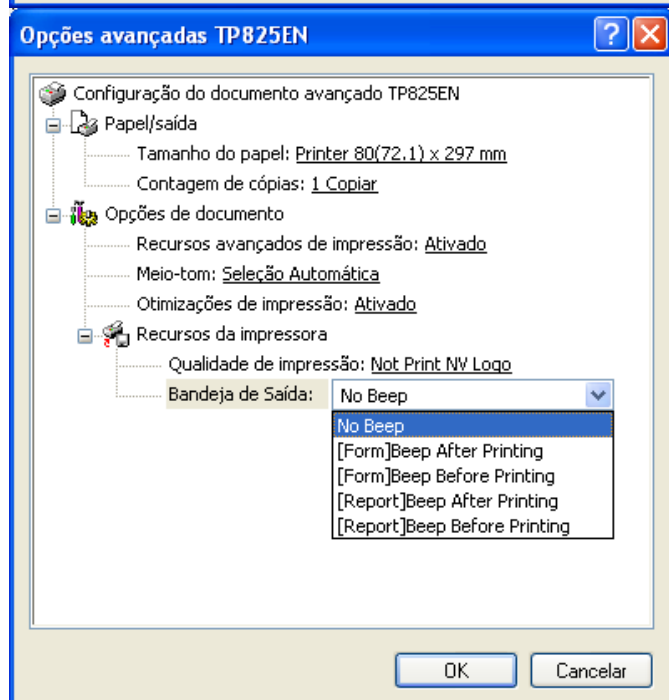 Opções avançadas TP825EN
Configuração do documento avançado TP825EN
Papel/saída
Tamanho do papel: Printer 80(72.1) x 297 mm
Contagem de cópias: 1 Copiar
Opções de documento
Recursos avançados de impressão: Ativado
Meio-tom: Seleção Automática
Otimizações de impressão: Ativado
Recursos da impressora
Qualidade de impressão: Not Print NV Logo
Bandeja de Saída: No Beep
No Beep
[Form]Beep After Printing
[Form]Beep Before Printing
[Report]Beep After Printing
[Report]Beep Before Printing
OK Cancelar